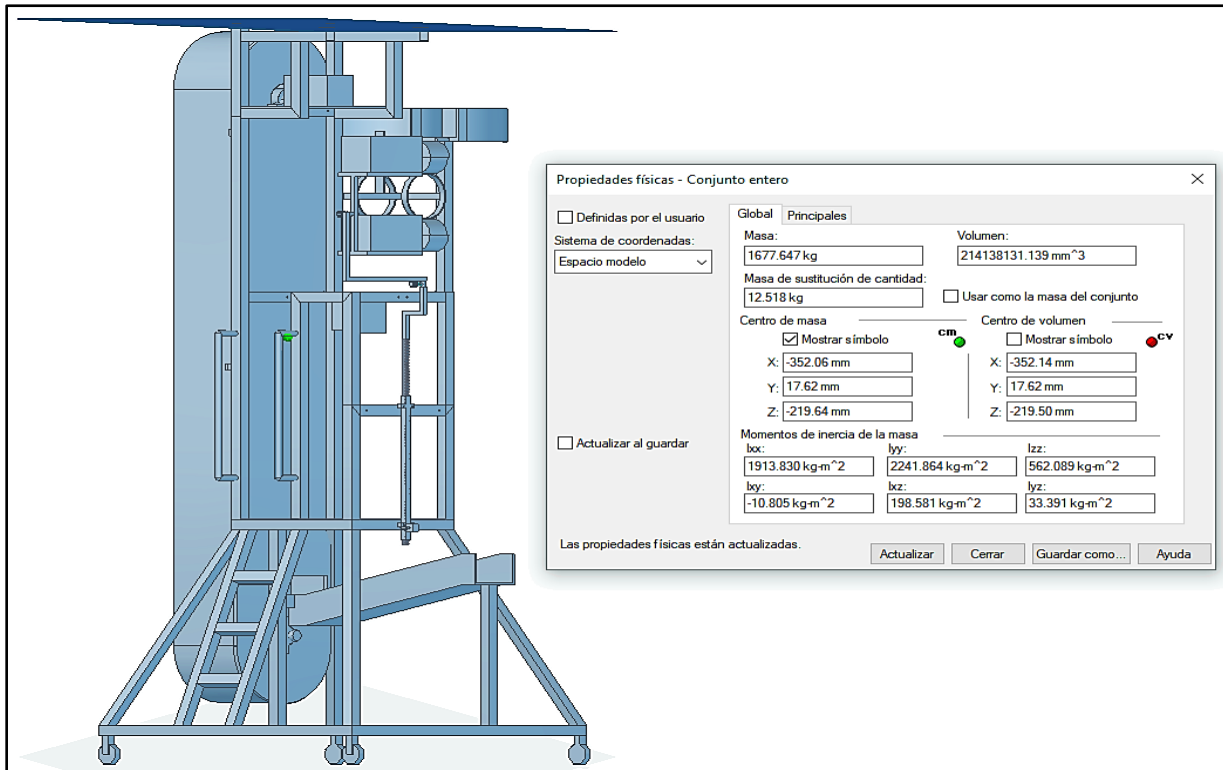 Propiedades físicas - Conjunto entero
Definidas por el usuario
Sistema de coordenadas:
Espacio modelo
Actualizar al guardar
Global Principales
Masa: Volumen:
1677.647 kg 214138131.139 mm^3
Masa de sustitución de cantidad:
12.518 kg Usar como la masa del conjunto
Centro de masa Centro de volumen
Mostrar símbolo cm Mostrar símbolo cv
X: -352.06 mm X: -352.14 mm
Y: 17.62 mm Y: 17.62 mm
Z: -219.64 mm Z: -219.50 mm
Momentos de inercia de la masa
Ixx: Iyy: Izz:
1913.830 kg-m^2 2241.864 kg-m^2 562.089 kg-m^2
Ixy: Ixz: Iyz:
-10.805 kg-m^2 198.581 kg-m^2 33.391 kg-m^2
Las propiedades físicas están actualizadas.
Actualizar Cerrar Guardar como... Ayuda